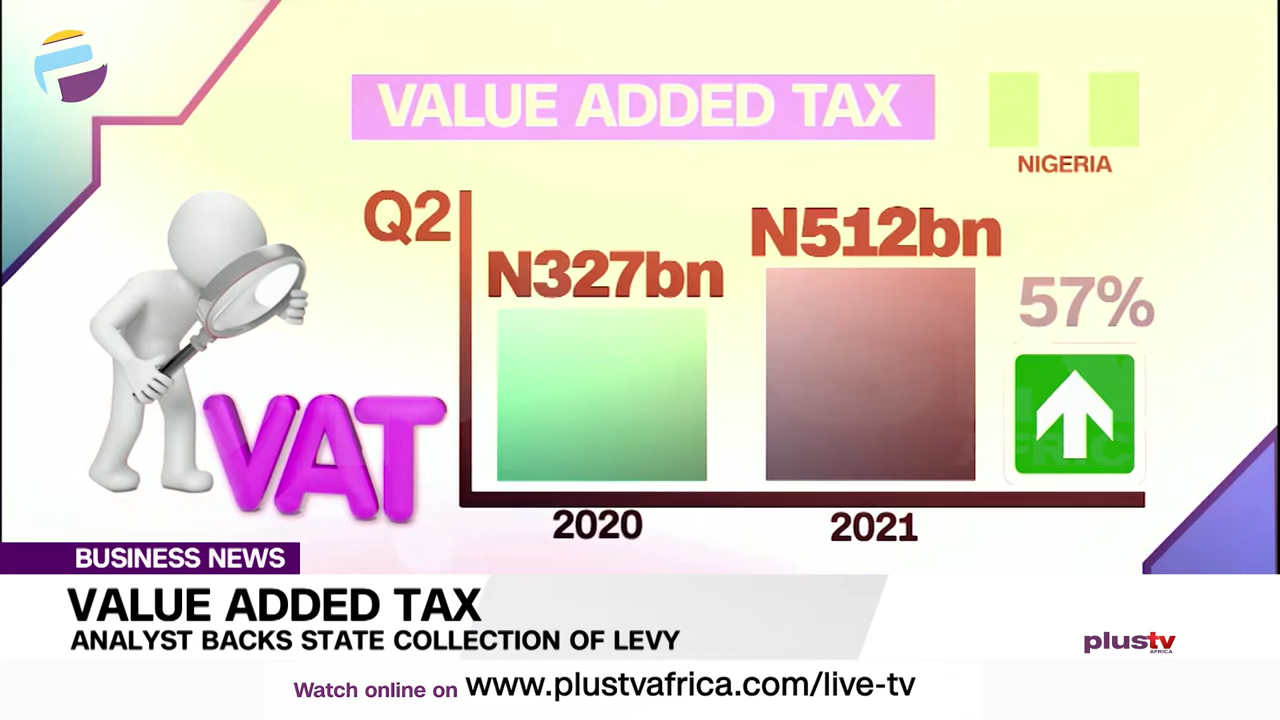 VALUE ADDED TAX
NIGERIA
Q2
N327bn
N512bn
57%
VAT
2020
2021
BUSINESS NEWS
VALUE ADDED TAX
ANALYST BACKS STATE COLLECTION OF LEVY
plustv
AFRICA
Watch online on www.plustvafrica.com/live-tv